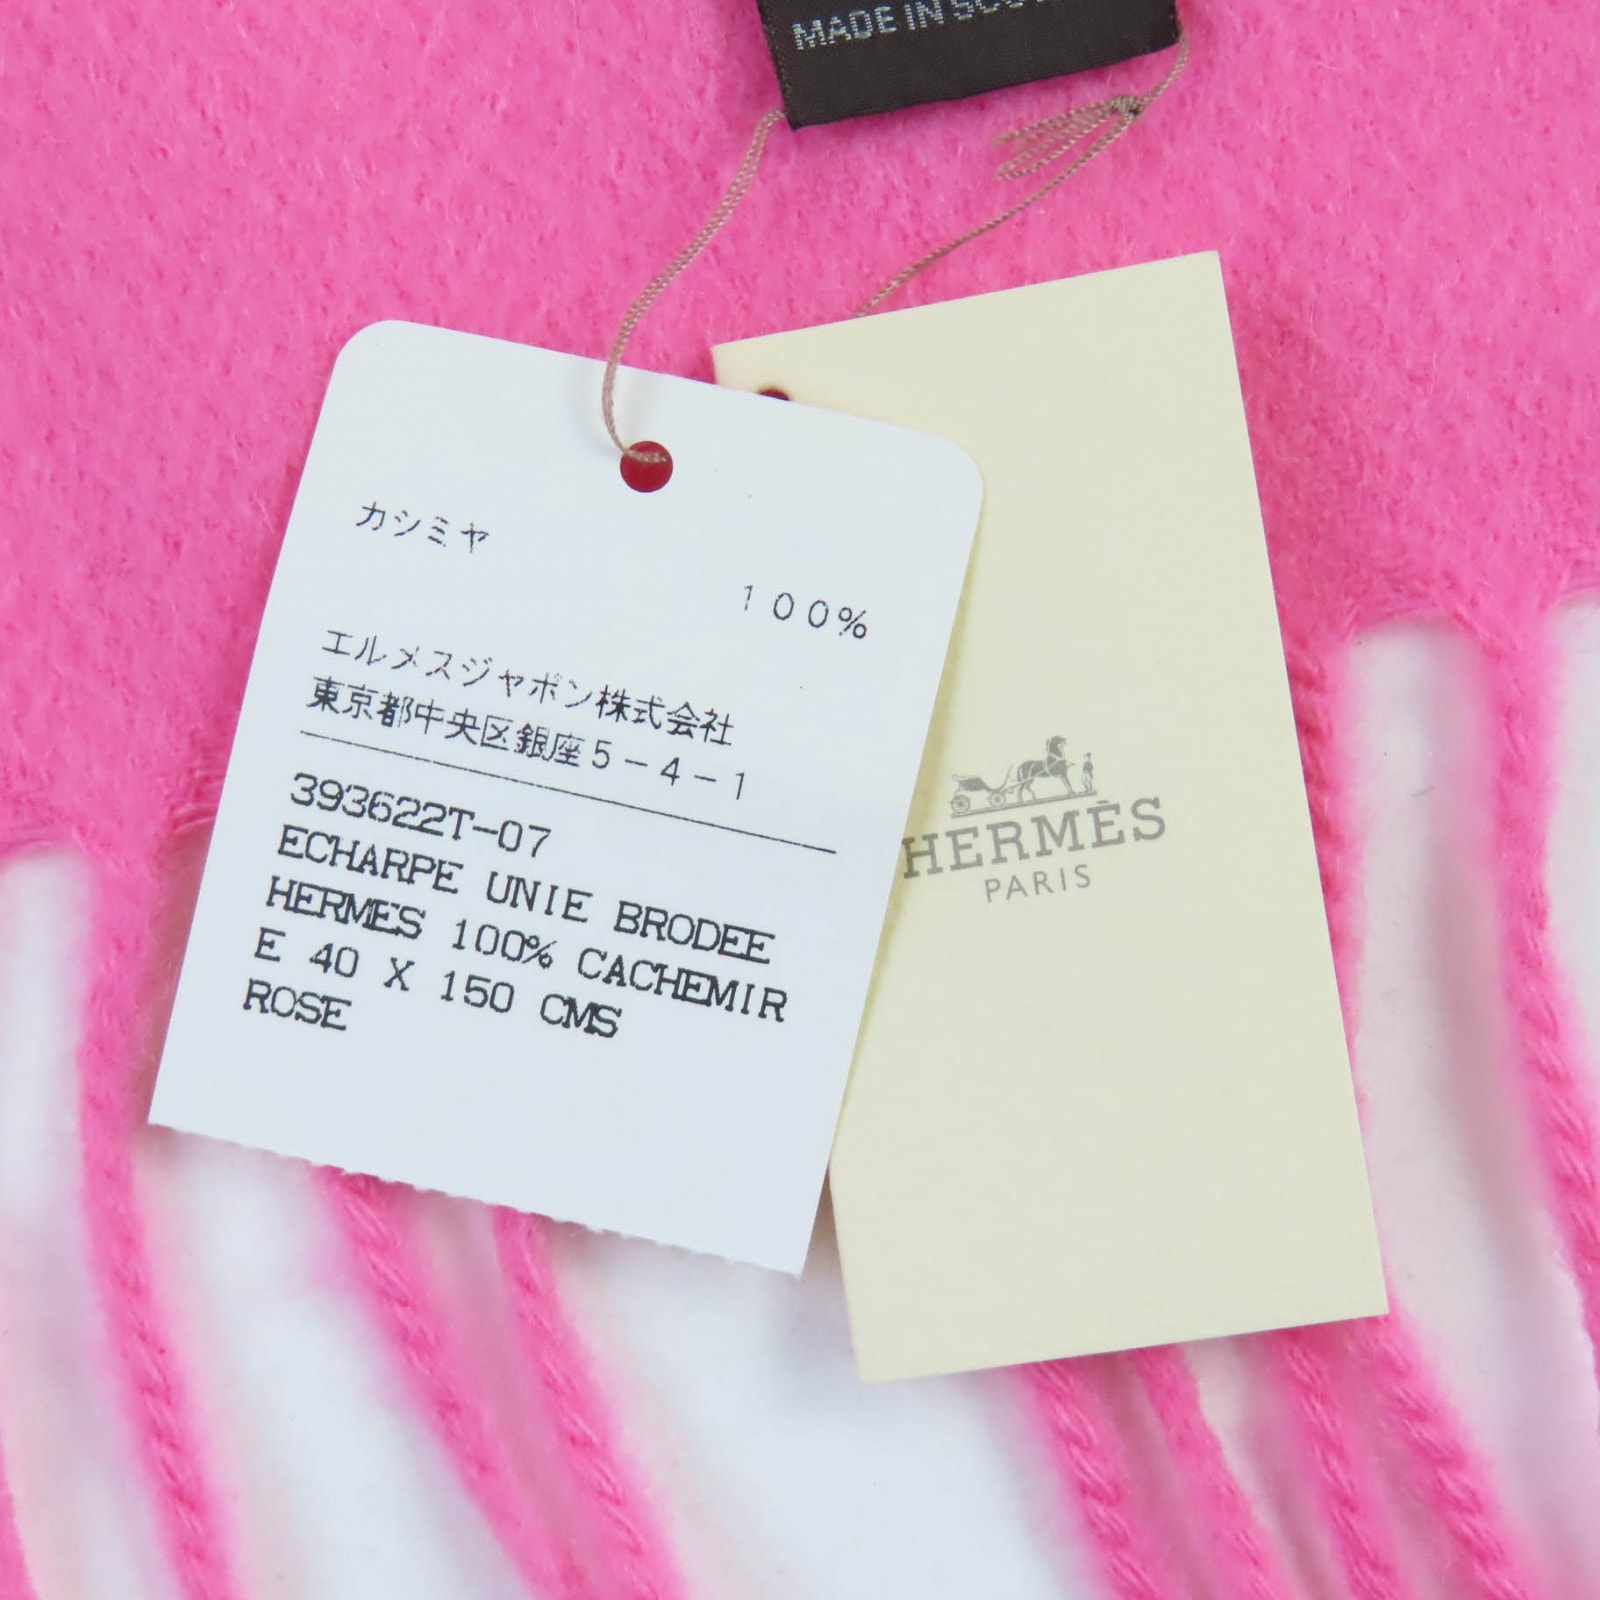 MADE IN
カシミヤ
100%
エルメスジャポン株式会社
東京都中央区銀座5-4-1
393622T-07
ECHARPE UNIE BRODEE
HERMES 100% CACHEMIR
E 40 X 150 CMS
ROSE
HERMĒS
PARIS